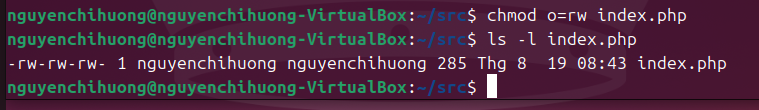 nguyenchihuong@nguyenchihuong-VirtualBox:~/src$ chmod o=rw index.php
nguyenchihuong@nguyenchihuong-VirtualBox:~/src$ ls -l index.php
-rw-rw-rw- 1 nguyenchihuong nguyenchihuong 285 Thg 8  19 08:43 index.php
nguyenchihuong@nguyenchihuong-VirtualBox:~/src$